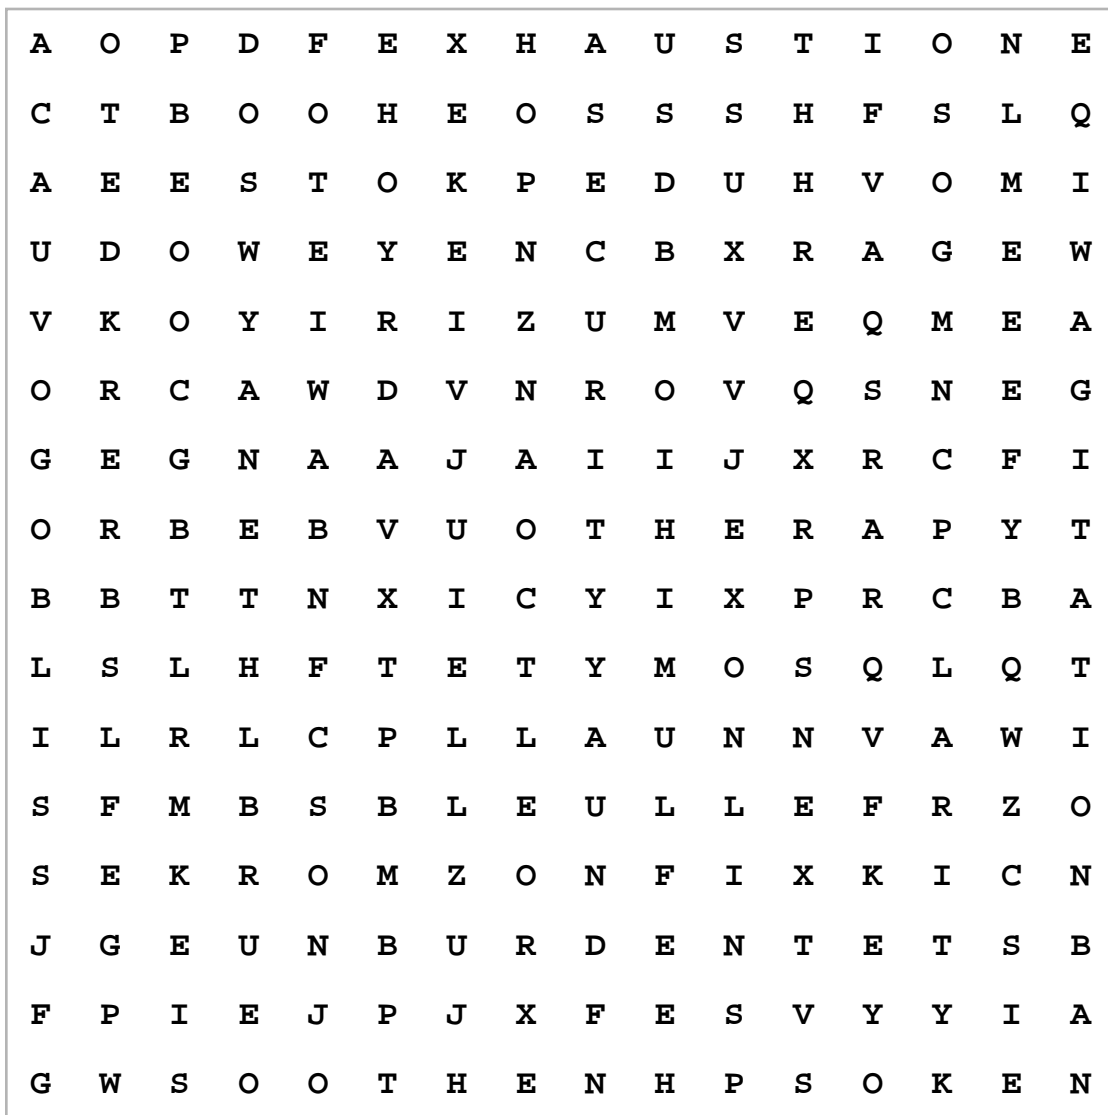 A O P D F E X H A U S T I O N E
C T B O O H E O S S S H F S L Q
A E E S T O K P E D U H V O M I
U D O W E Y E N C B X R A G E W
V K O Y I R I Z U M V E Q M E A
O R C A W D V N R O V Q S N E G
G E G N A A J A I I J X R C F I
O R B E B V U O T H E R A P Y T
B B T T N X I C Y I X P R C B A
L S L H F T E T Y M O S Q L Q T
I L R L C P L L A U N N V A W I
S F M B S B L E U L L E F R Z O
S E K R O M Z O N F I X K I C N
J G E U N B U R D E N T E T S B
F P I E J P J X F E S V Y Y I A
G W S O O T H E N H P S O K E N